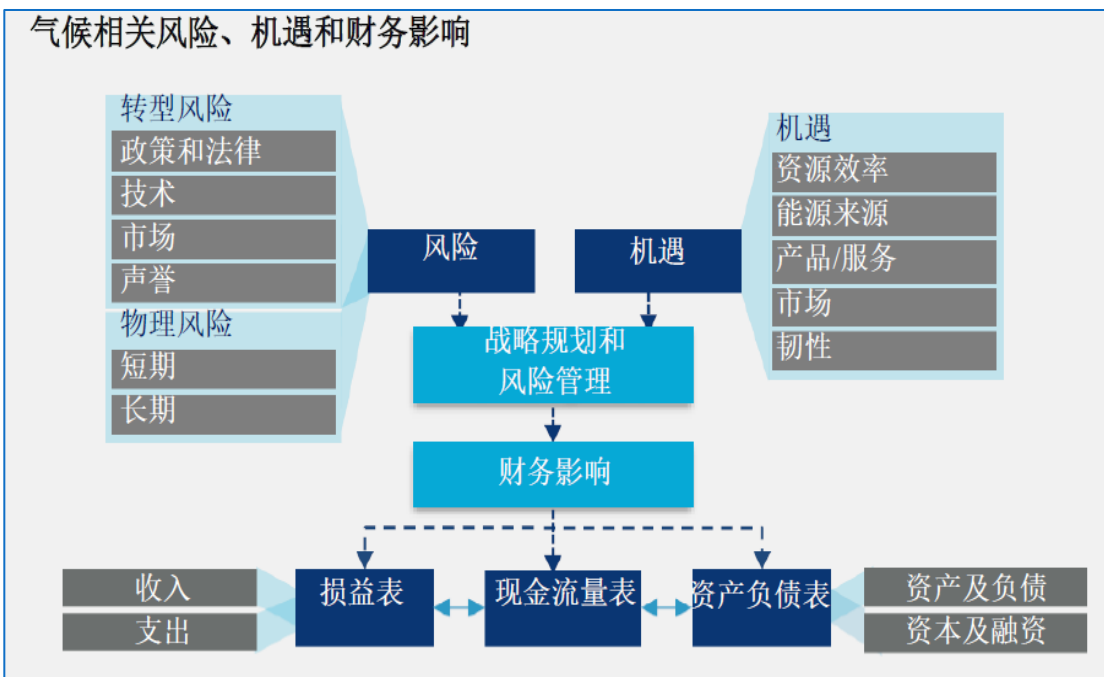 气候相关风险、机遇和财务影响
转型风险
政策和法律
技术
市场
声誉
物理风险
短期
长期
风险
机遇
机遇
资源效率
能源来源
产品/服务
市场
韧性
战略规划和
风险管理
财务影响
收入
支出
损益表
现金流量表
资产负债表
资产及负债
资本及融资